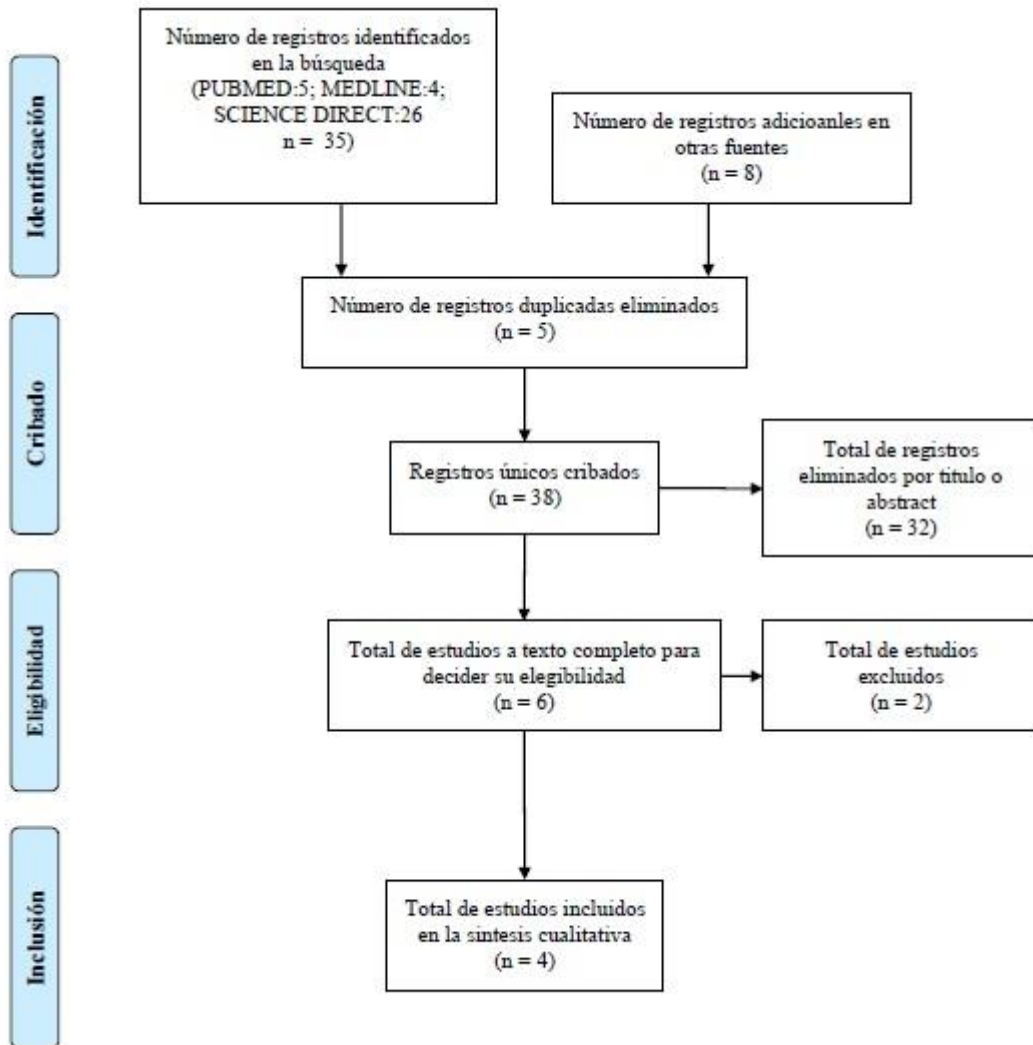 Identificación
Número de registros identificados
en la búsqueda
(PUBMED:5; MEDLINE:4;
SCIENCE DIRECT:26
n = 35)
Número de registros adicioanles en
otras fuentes
(n = 8)
Cribado
Número de registros duplicadas eliminados
(n = 5)
Registros únicos cribados
(n = 38)
Total de registros
eliminados por titulo o
abstract
(n = 32)
Eligibilidad
Total de estudios a texto completo para
decider su elegibilidad
(n = 6)
Total de estudios
excluidos
(n = 2)
Inclusión
Total de estudios incluidos
en la sintesis cualitativa
(n = 4)